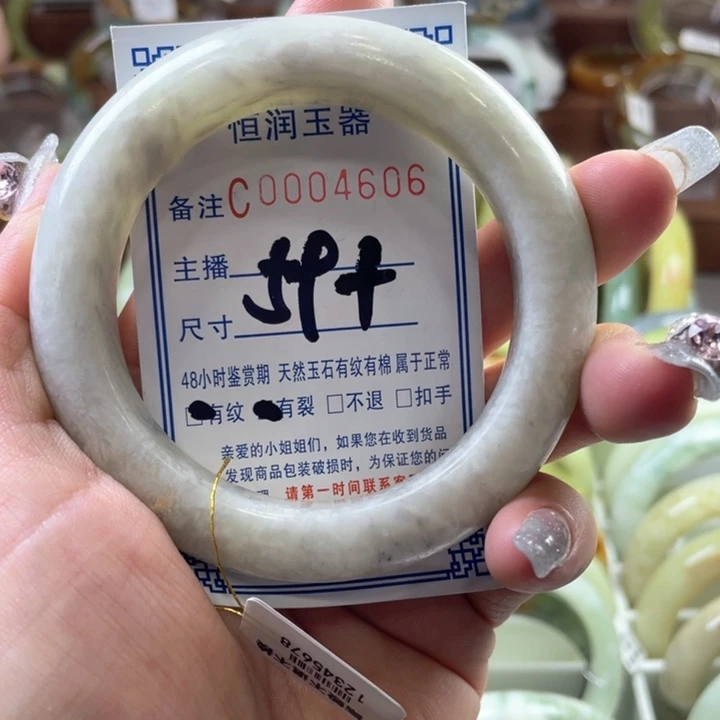 恒润玉器
备注 C0004606
主播
尺寸 59+
48小时鉴赏期 天然玉石有纹有棉 属于正常
有纹 有裂 □不退 □扣手
亲爱的小姐姐们，如果您在收到货品
发现商品包装破损时，为保证您的
请第一时间联系客
12345678